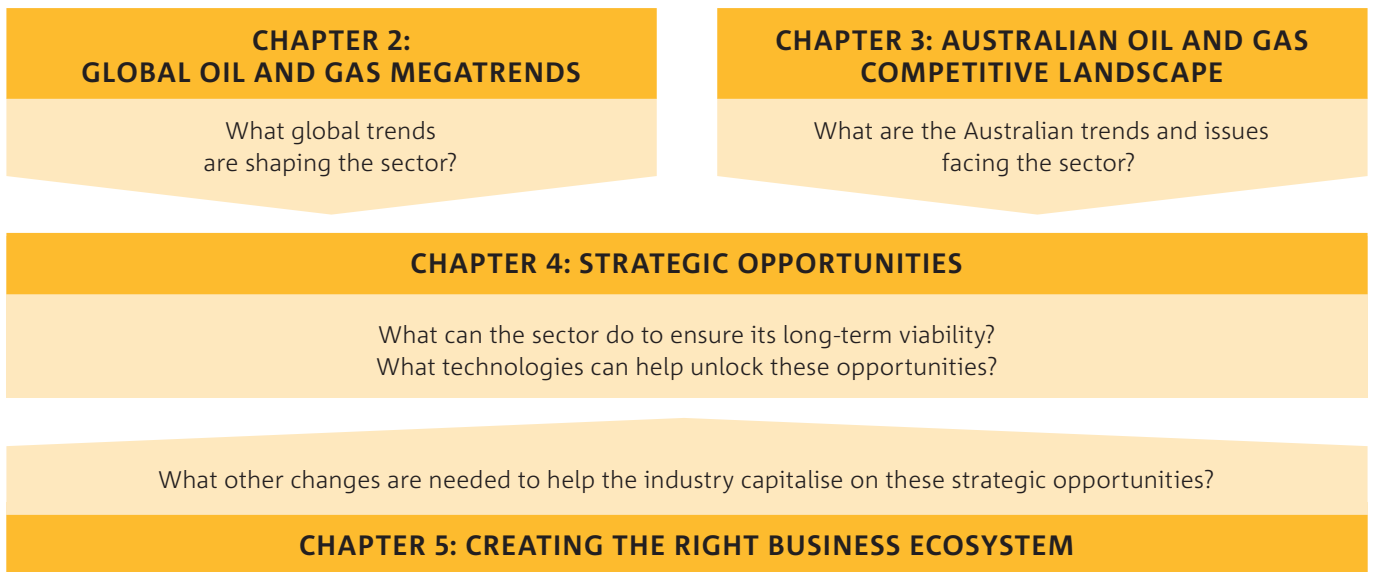 CHAPTER 2:
GLOBAL OIL AND GAS MEGATRENDS
What global trends
are shaping the sector?
CHAPTER 3: AUSTRALIAN OIL AND GAS
COMPETITIVE LANDSCAPE
What are the Australian trends and issues
facing the sector?
CHAPTER 4: STRATEGIC OPPORTUNITIES
What can the sector do to ensure its long-term viability?
What technologies can help unlock these opportunities?
What other changes are needed to help the industry capitalise on these strategic opportunities?
CHAPTER 5: CREATING THE RIGHT BUSINESS ECOSYSTEM